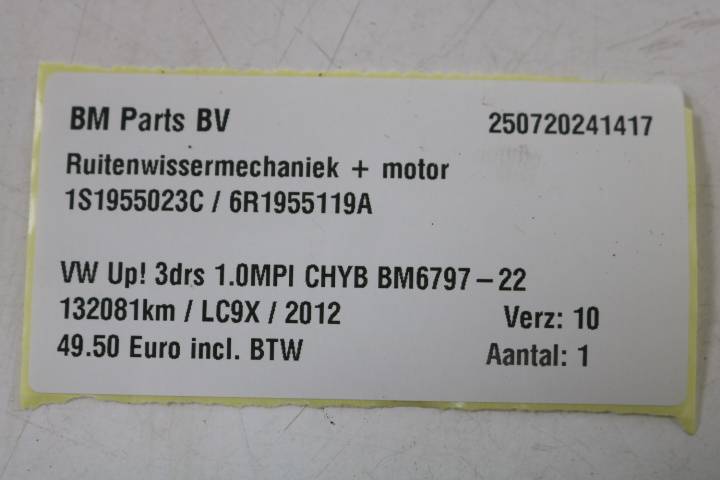 BM Parts BV 250720241417
Ruitenwissermechaniek + motor
1S1955023C / 6R1955119A
VW Up! 3drs 1.0MPI CHYB BM6797-22
132081km / LC9X / 2012 Verz: 10
49.50 Euro incl. BTW Aantal: 1